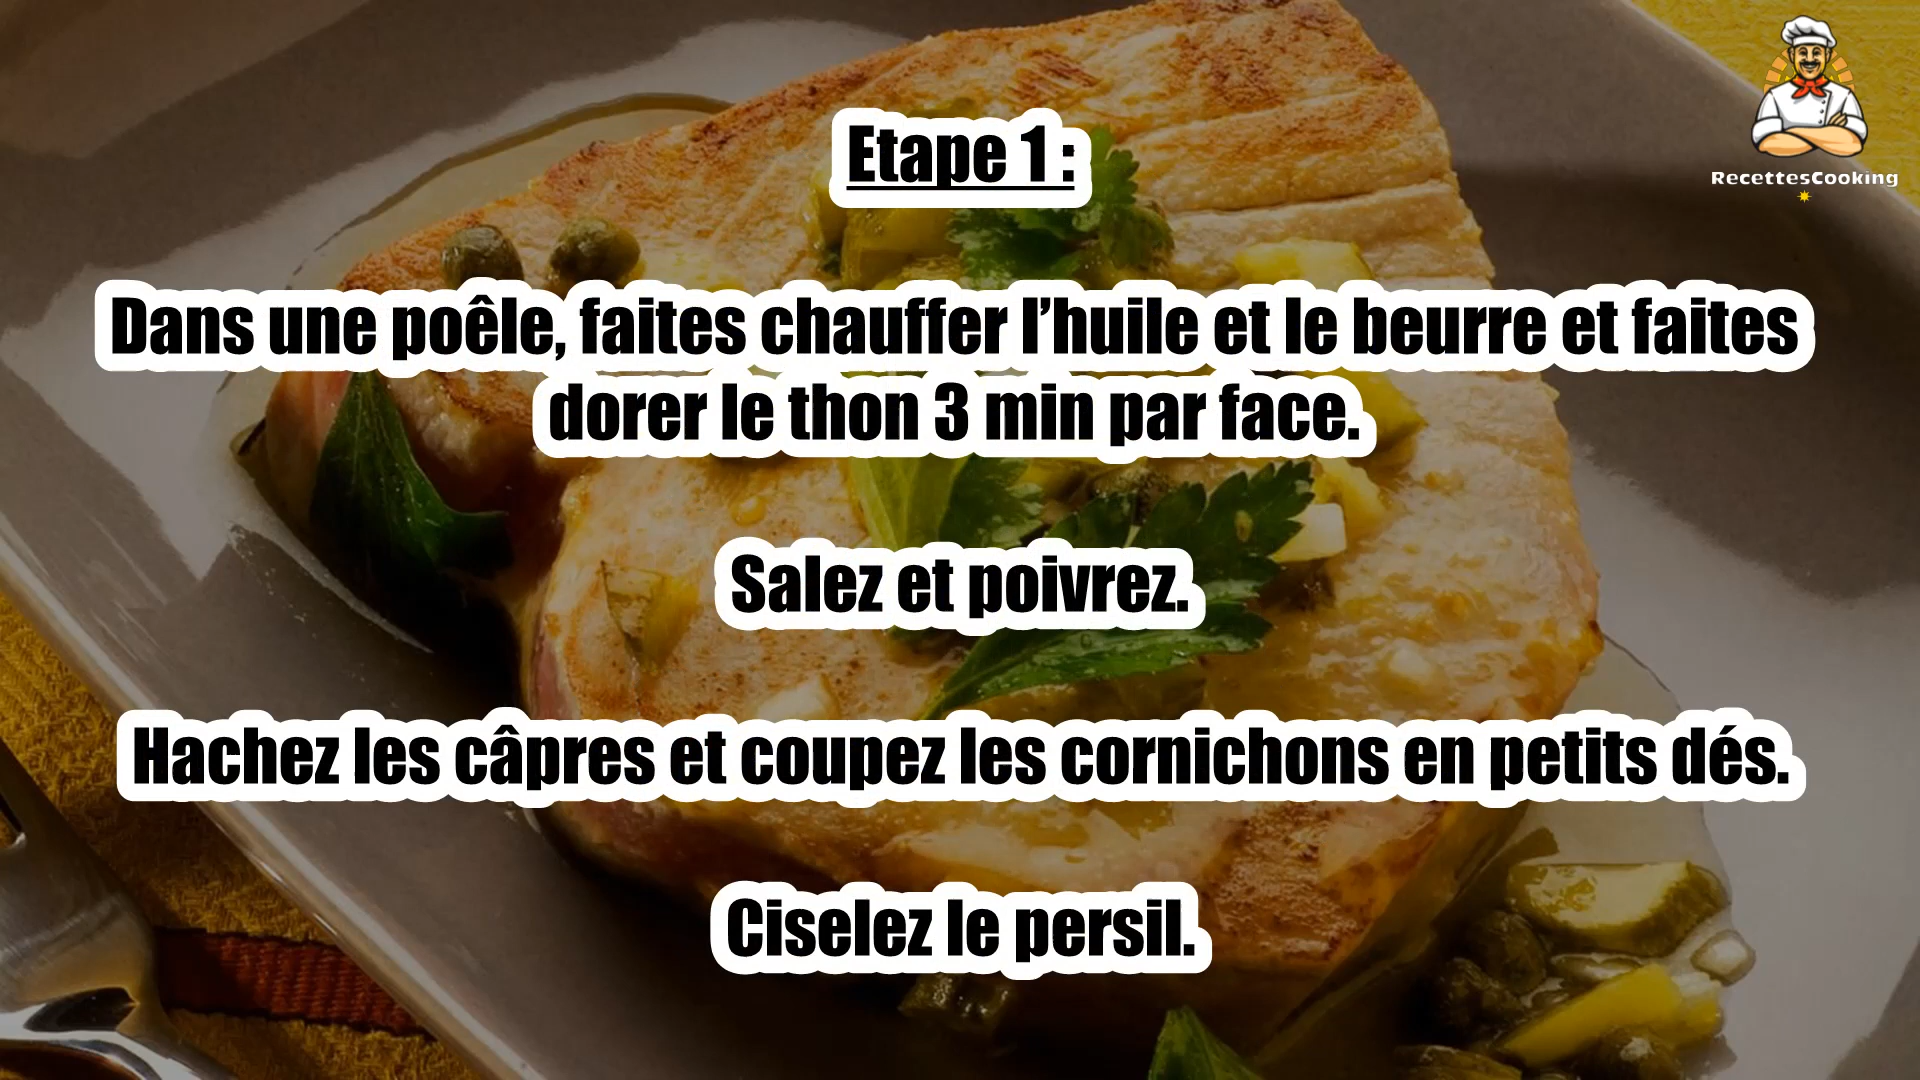 RecettesCooking
Etape 1 :
Dans une poêle, faites chauffer l’huile et le beurre et faites
dorer le thon 3 min par face.
Salez et poivrez.
Hachez les câpres et coupez les cornichons en petits dés.
Ciselez le persil.